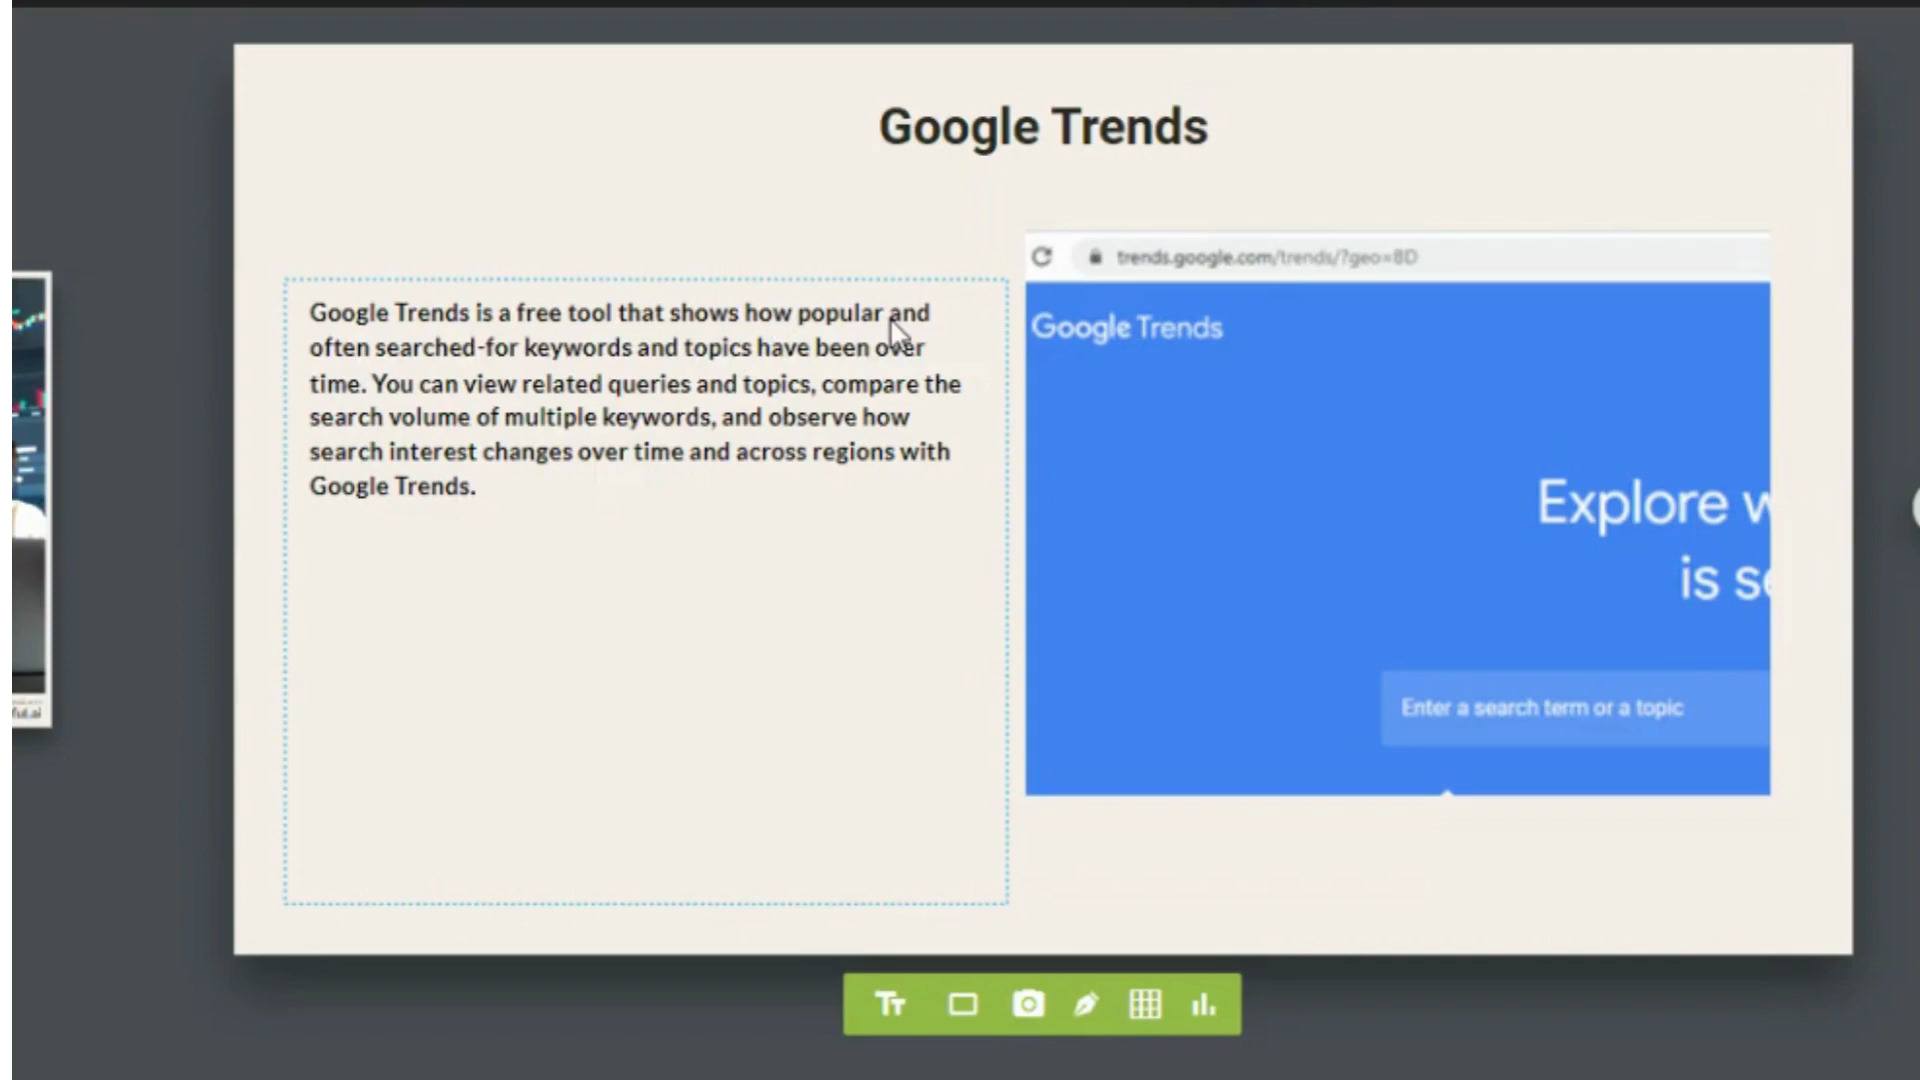 Google Trends
Google Trends is a free tool that shows how popular and
often searched-for keywords and topics have been over
time. You can view related queries and topics, compare the
search volume of multiple keywords, and observe how
search interest changes over time and across regions with
Google Trends.
trends.google.com/trends/?geo=BD
Google Trends
Explore w
is se
Enter a search term or a topic
Tт